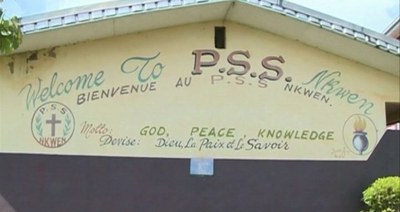 Welcome To P.S.S. Nkwen
BIENVENUE AU P.S.S NKWEN.
P S S
NKWEN
Motto: GOD, PEACE, KNOWLEDGE
Devise: Dieu, La Paix et Le Savoir